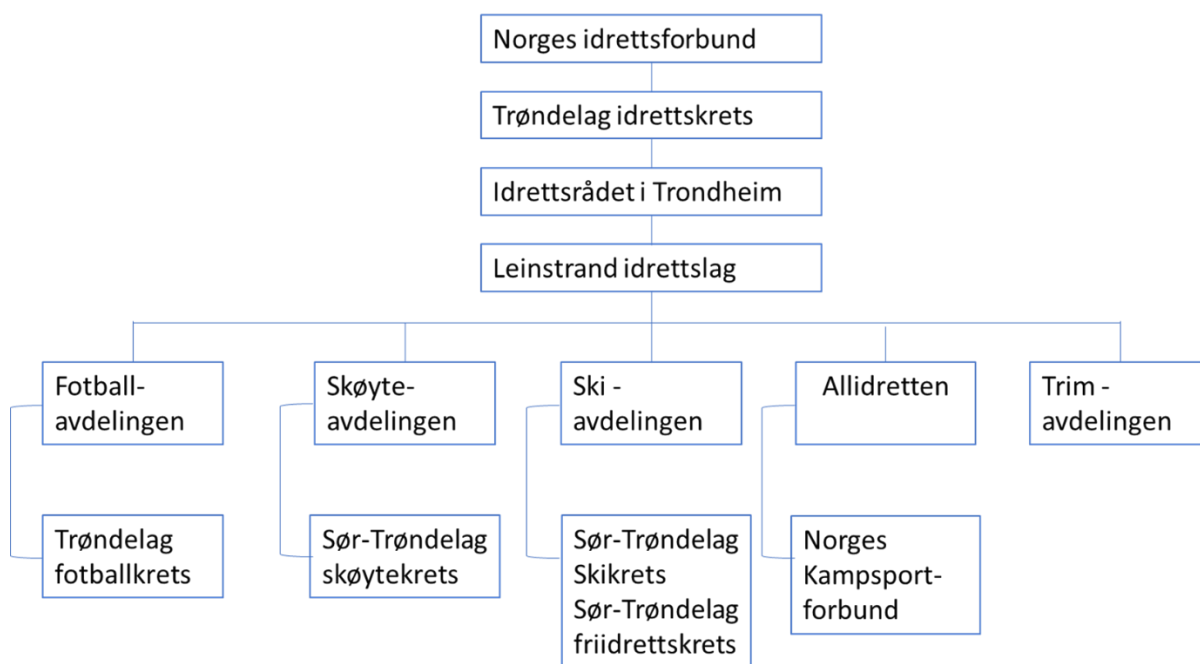 Norges idrettsforbund
Trøndelag idrettskrets
Idrettsrådet i Trondheim
Leinstrand idrettslag
Fotball-
avdelingen
Skøyte-
avdelingen
Ski -
avdelingen
Allidretten
Trim -
avdelingen
Trøndelag
fotballkrets
Sør-Trøndelag
skøytekrets
Sør-Trøndelag
Skikrets
Sør-Trøndelag
friidrettskrets
Norges
Kampsport-
forbund